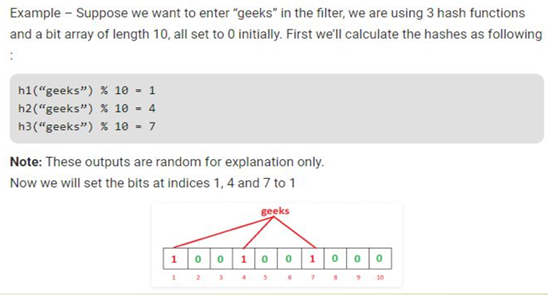 Example – Suppose we want to enter “geeks” in the filter, we are using 3 hash functions
and a bit array of length 10, all set to 0 initially. First we’ll calculate the hashes as following
:
h1(“geeks”) % 10 = 1
h2(“geeks”) % 10 = 4
h3(“geeks”) % 10 = 7
Note: These outputs are random for explanation only.
Now we will set the bits at indices 1, 4 and 7 to 1
geeks
1 0 0 1 0 0 1 0 0 0
1 2 3 4 5 6 7 8 9 10